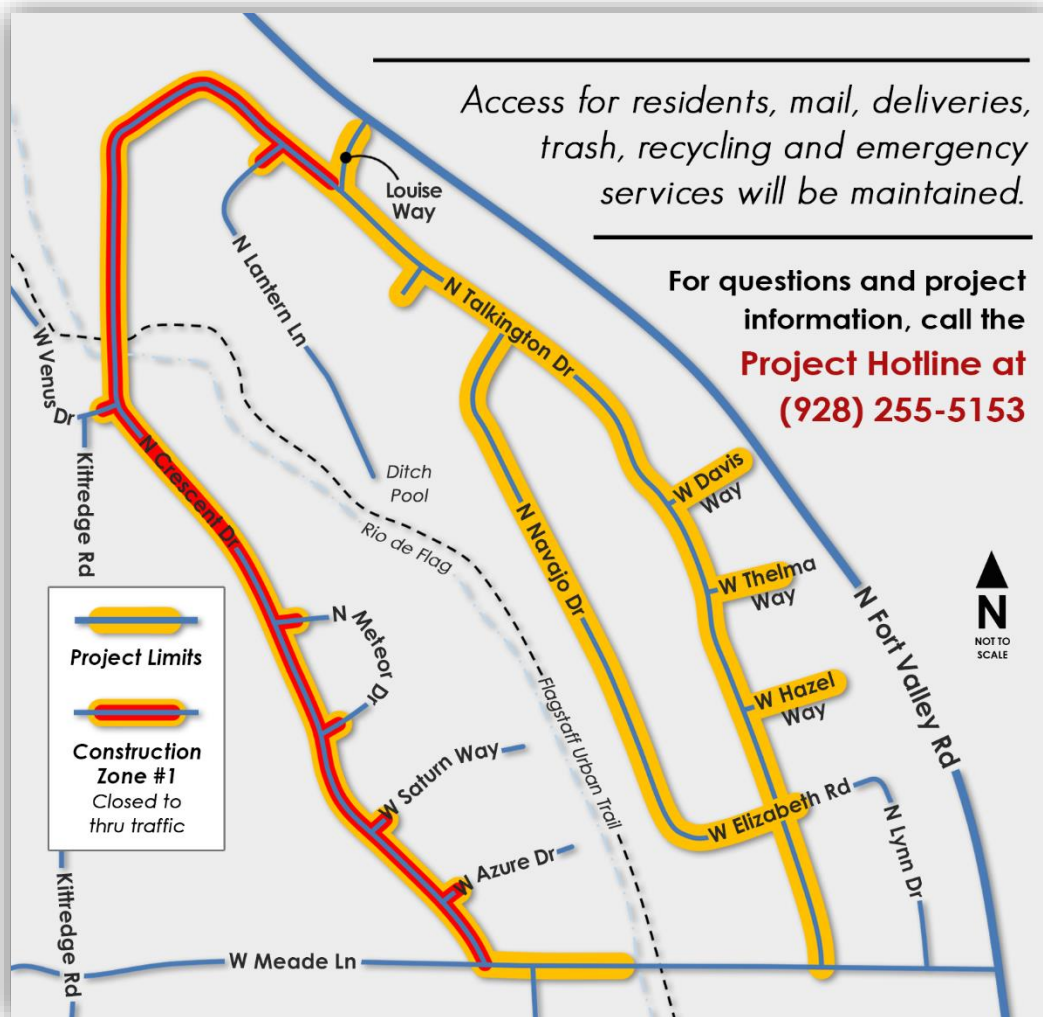 Access for residents, mail, deliveries,
trash, recycling and emergency
services will be maintained.
For questions and project
information, call the
Project Hotline at
(928) 255-5153
Louise
Way
N Lantern Ln
N Talkington Dr
W Venus Dr
Kittredge Rd
N Crescent Dr
Ditch
Pool
Rio de Flag
N Navajo Dr
W Davis
Way
W Thelma
Way
N Fort Valley Rd
N
NOT TO
SCALE
Project Limits
Construction
Zone #1
Closed to
thru traffic
N Meteor Dr
Flagstaff Urban Trail
W Hazel
Way
W Saturn Way
W Elizabeth Rd
N Lynn Dr
W Azure Dr
Kittredge Rd
W Meade Ln